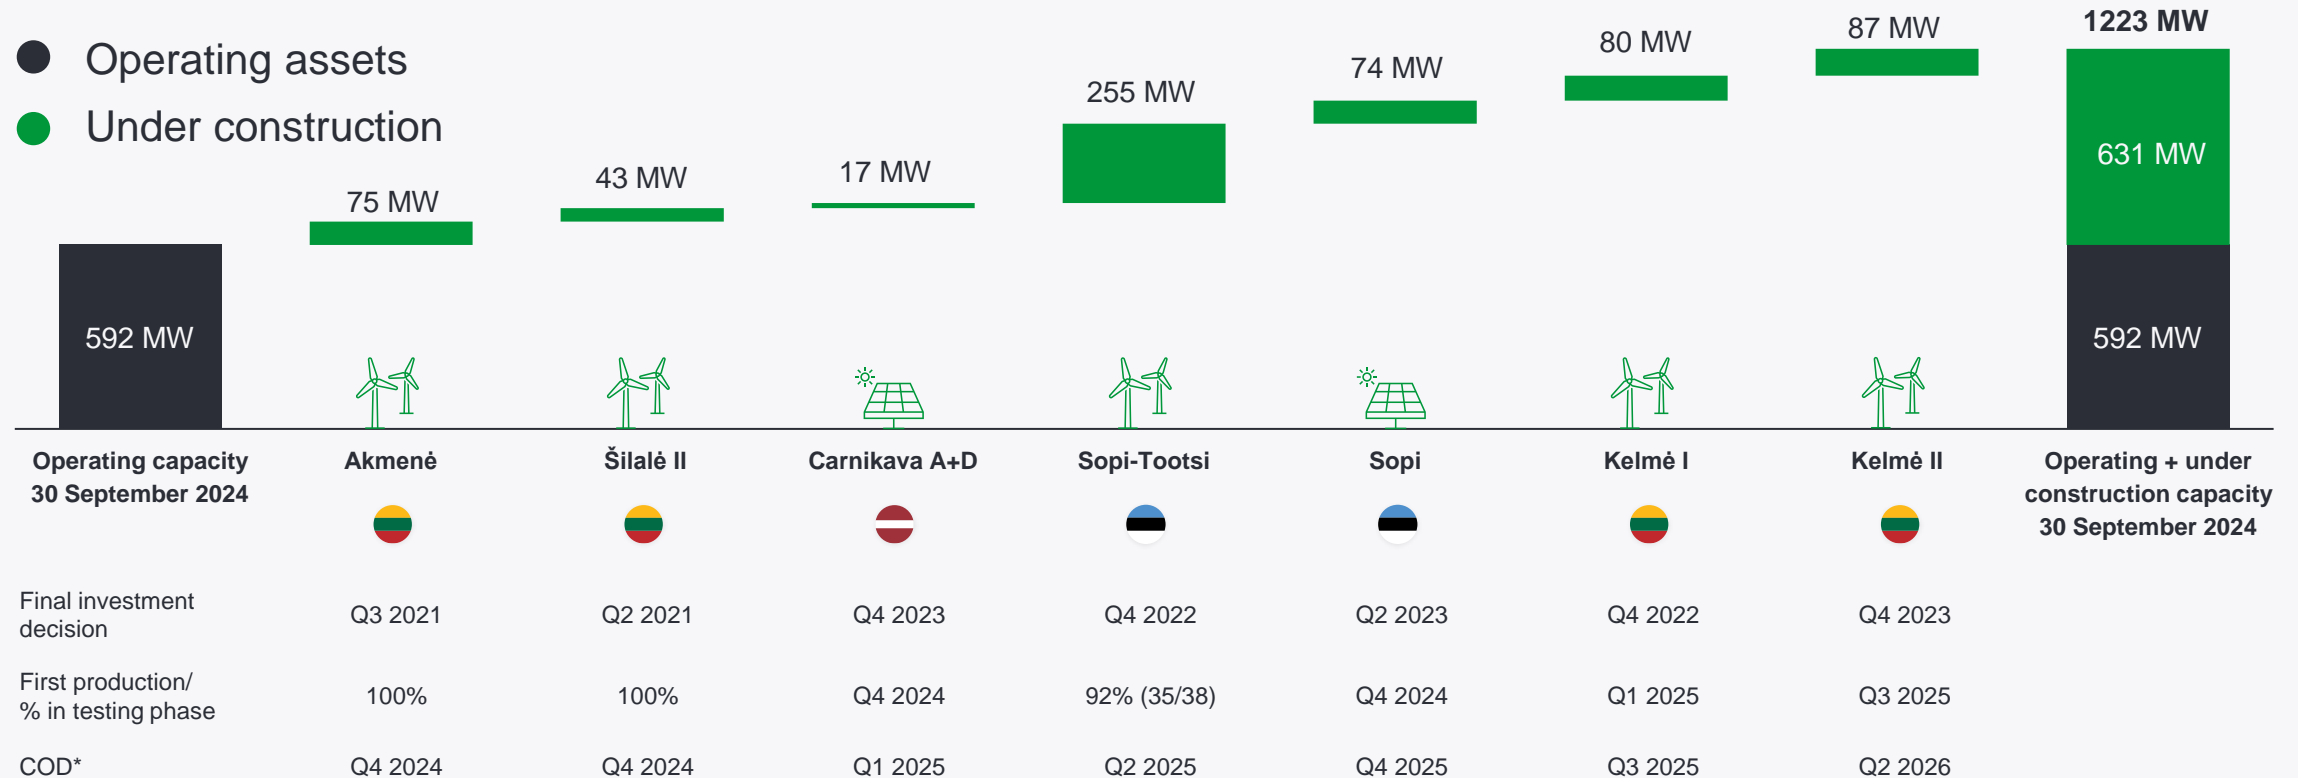 Operating assets
Under construction
592 MW
75 MW
43 MW
17 MW
255 MW
74 MW
80 MW
87 MW
1223 MW
631 MW
592 MW
Operating capacity
30 September 2024
Akmenė
Šilalė II
Carnikava A+D
Sopi-Tootsi
Sopi
Kelmė I
Kelmė II
Operating + under
construction capacity
30 September 2024
Final investment
decision
Q3 2021
Q2 2021
Q4 2023
Q4 2022
Q2 2023
Q4 2022
Q4 2023
First production/
% in testing phase
100%
100%
Q4 2024
92% (35/38)
Q4 2024
Q1 2025
Q3 2025
COD*
Q4 2024
Q4 2024
Q1 2025
Q2 2025
Q4 2025
Q3 2025
Q2 2026